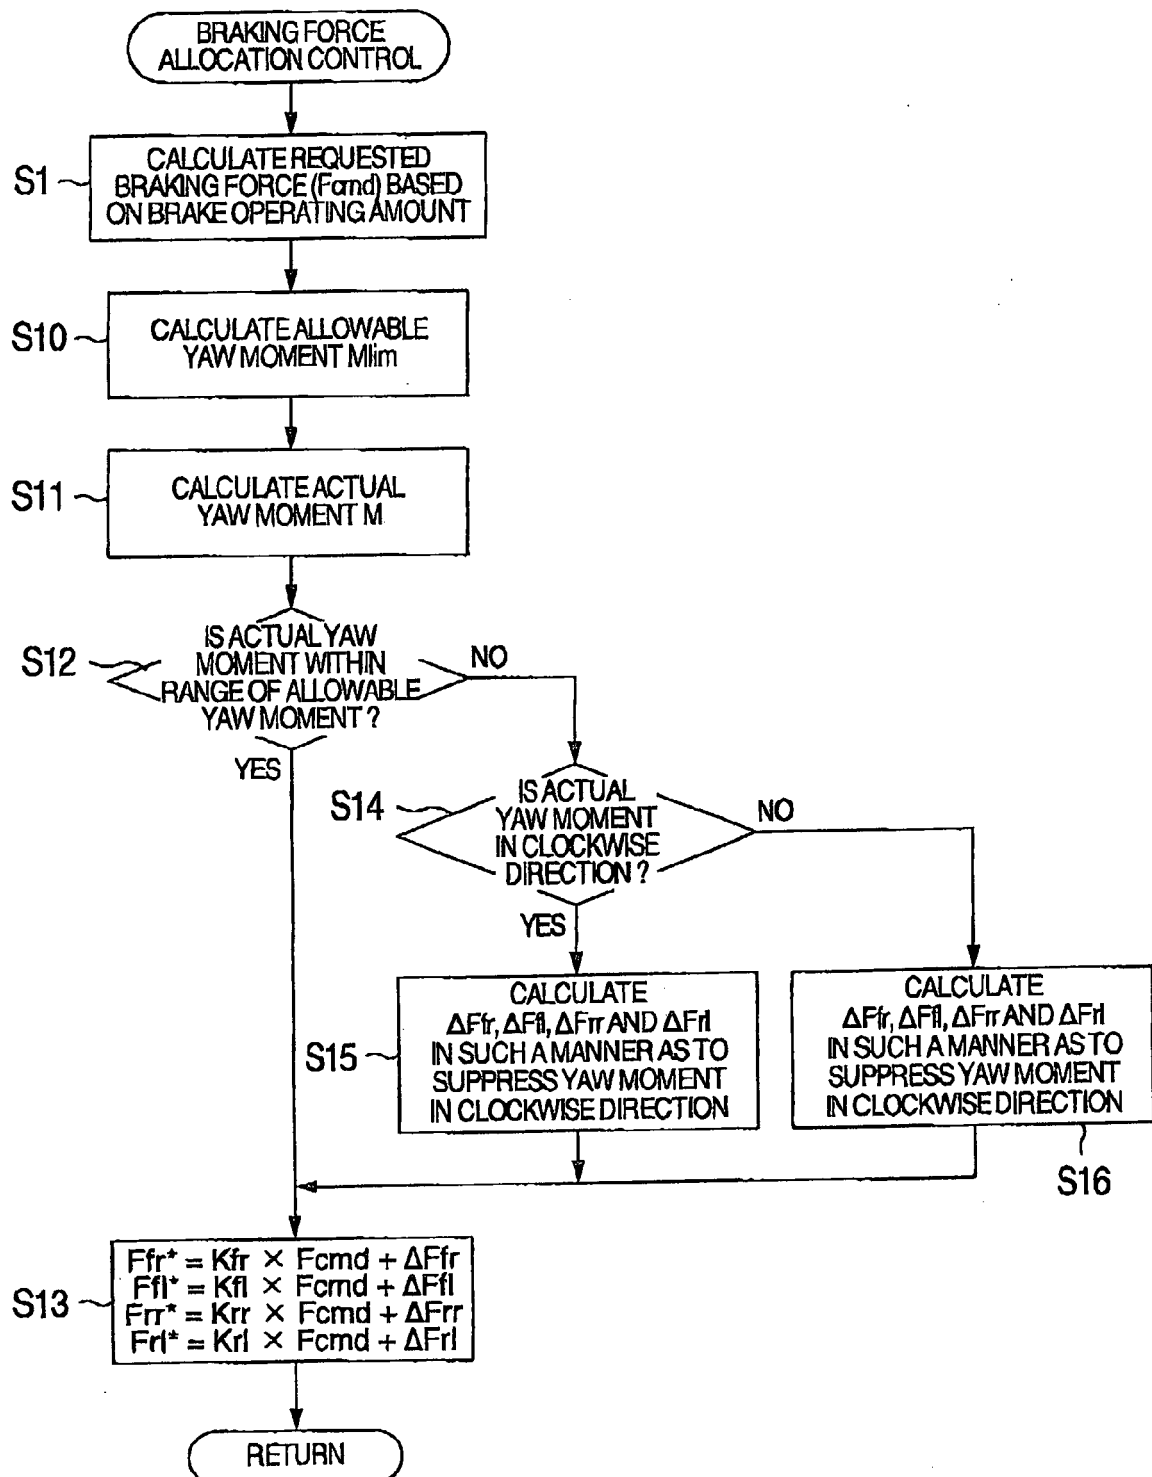 BRAKING FORCE
ALLOCATION CONTROL
S1
CALCULATE REQUESTED
BRAKING FORCE (Fcmd) BASED
ON BRAKE OPERATING AMOUNT
S10
CALCULATE ALLOWABLE
YAW MOMENT Mlim
S11
CALCULATE ACTUAL
YAW MOMENT M
S12
IS ACTUAL YAW
MOMENT WITHIN
RANGE OF ALLOWABLE
YAW MOMENT ?
NO
YES
S14
IS ACTUAL
YAW MOMENT
IN CLOCKWISE
DIRECTION ?
NO
YES
S15
CALCULATE
ΔFfr, ΔFfl, ΔFrr AND ΔFrl
IN SUCH A MANNER AS TO
SUPPRESS YAW MOMENT
IN CLOCKWISE DIRECTION
CALCULATE
ΔFfr, ΔFfl, ΔFrr AND ΔFrl
IN SUCH A MANNER AS TO
SUPPRESS YAW MOMENT
IN CLOCKWISE DIRECTION
S16
S13
Ffr* = Kfr × Fcmd + ΔFfr
Ffl* = Kfl × Fcmd + ΔFfl
Frr* = Krr × Fcmd + ΔFrr
Frl* = Krl × Fcmd + ΔFrl
RETURN